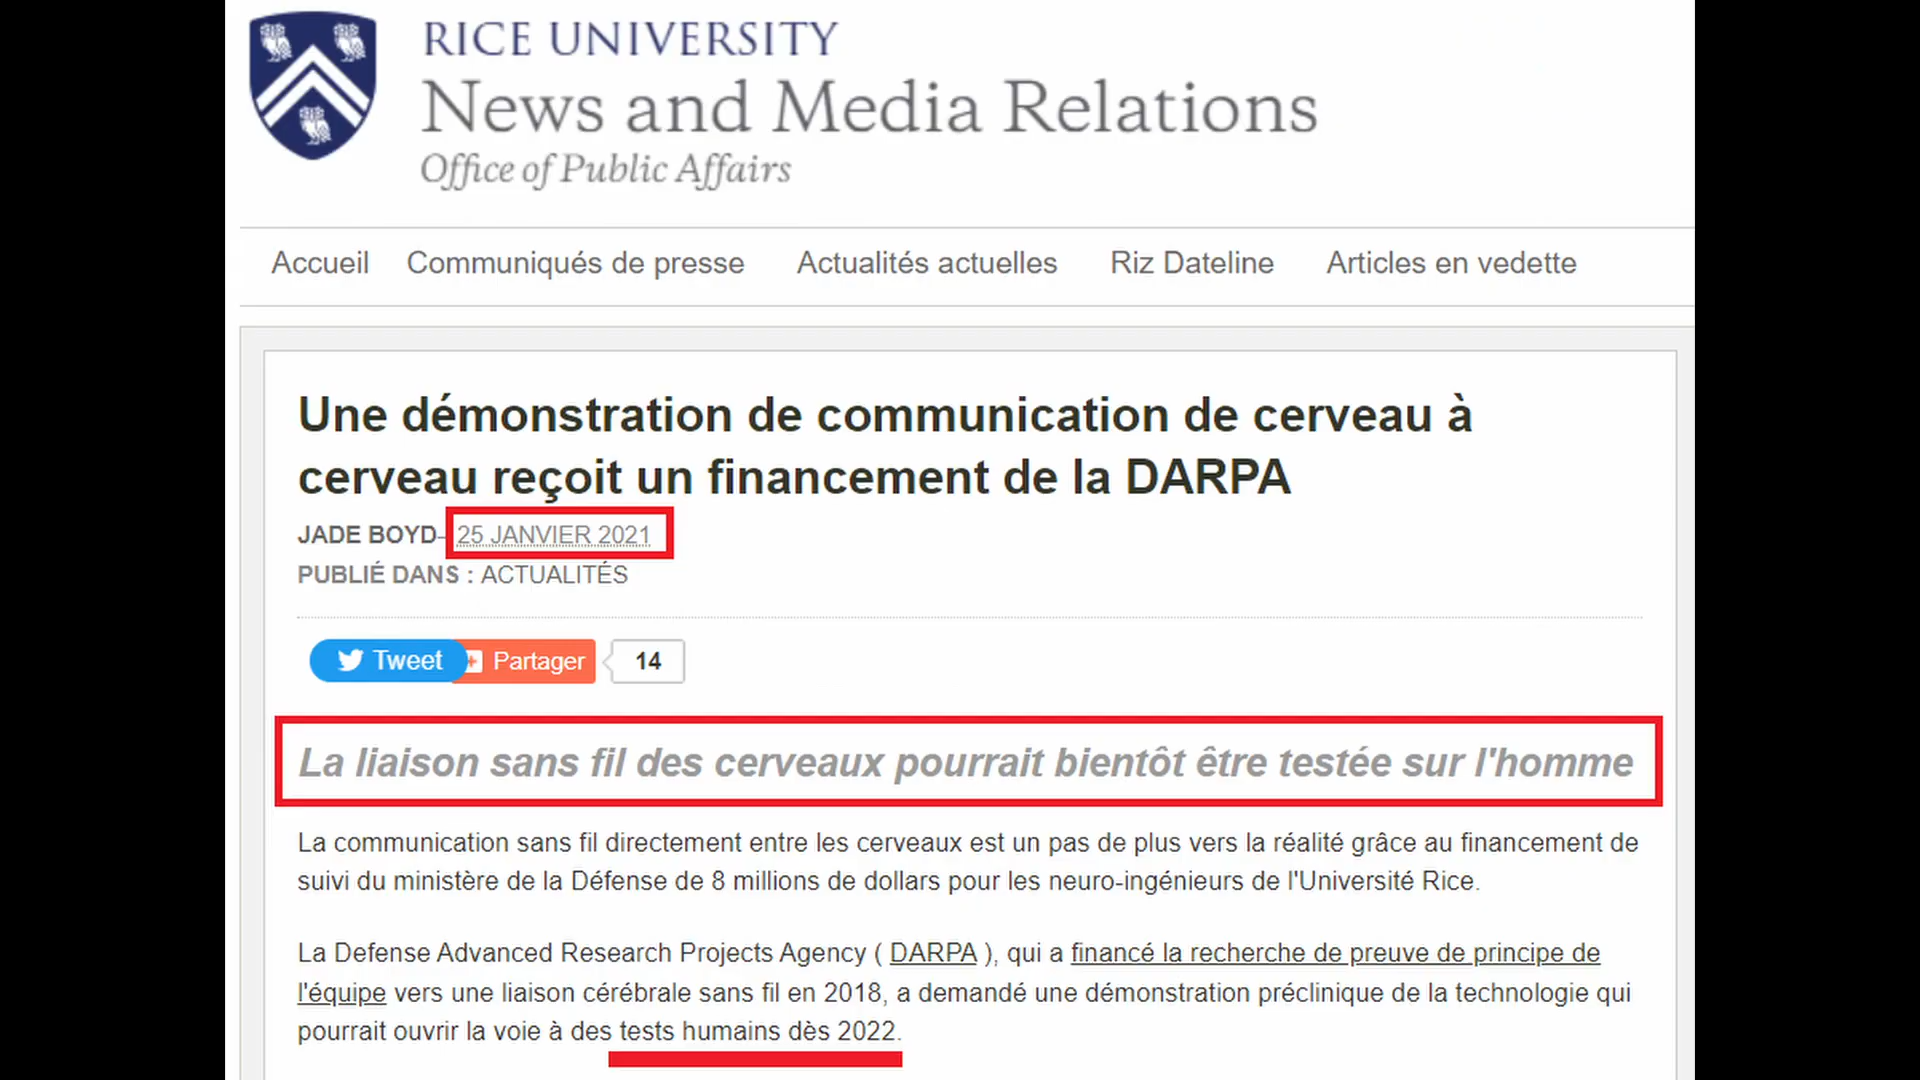 RICE UNIVERSITY
News and Media Relations
Office of Public Affairs
Accueil Communiqués de presse Actualités actuelles Riz Dateline Articles en vedette
Une démonstration de communication de cerveau à
cerveau reçoit un financement de la DARPA
JADE BOYD– 25 JANVIER 2021
PUBLIÉ DANS : ACTUALITÉS
Tweet Partager 14
La liaison sans fil des cerveaux pourrait bientôt être testée sur l'homme
La communication sans fil directement entre les cerveaux est un pas de plus vers la réalité grâce au financement de
suivi du ministère de la Défense de 8 millions de dollars pour les neuro-ingénieurs de l'Université Rice.
La Defense Advanced Research Projects Agency ( DARPA ), qui a financé la recherche de preuve de principe de
l'équipe vers une liaison cérébrale sans fil en 2018, a demandé une démonstration préclinique de la technologie qui
pourrait ouvrir la voie à des tests humains dès 2022.